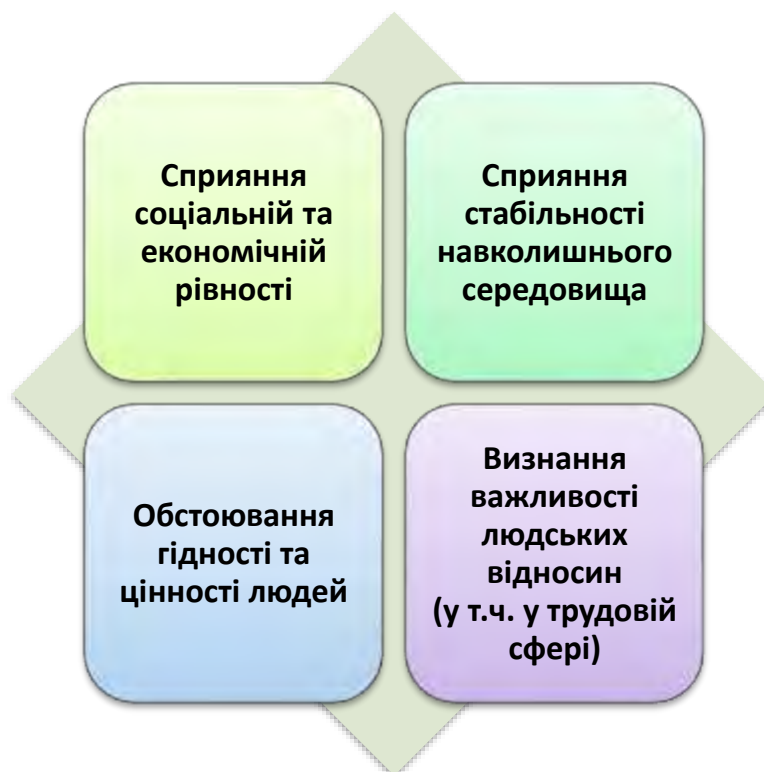 Сприяння
соціальній та
економічній
рівності
Сприяння
стабільності
навколишнього
середовища
Обстоювання
гідності та
цінності людей
Визнання
важливості
людських
відносин
(у т.ч. у трудовій
сфері)